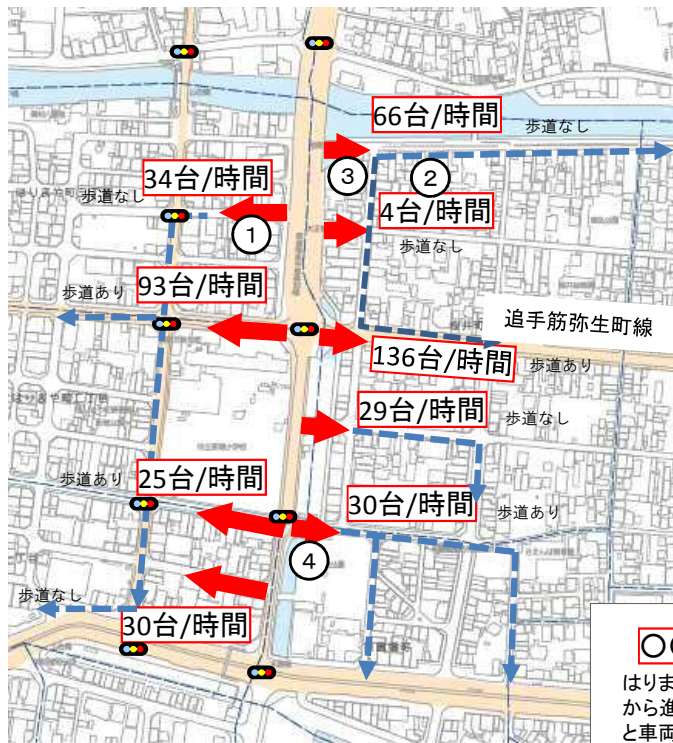 66台/時間
歩道なし
34台/時間
③
②
歩道なし
4台/時間
①
歩道なし
93台/時間
歩道あり
追手筋弥生町線
136台/時間
歩道あり
29台/時間
歩道なし
歩道あり
25台/時間
30台/時間
歩道あり
④
歩道なし
30台/時間
はりま
から進
と車両